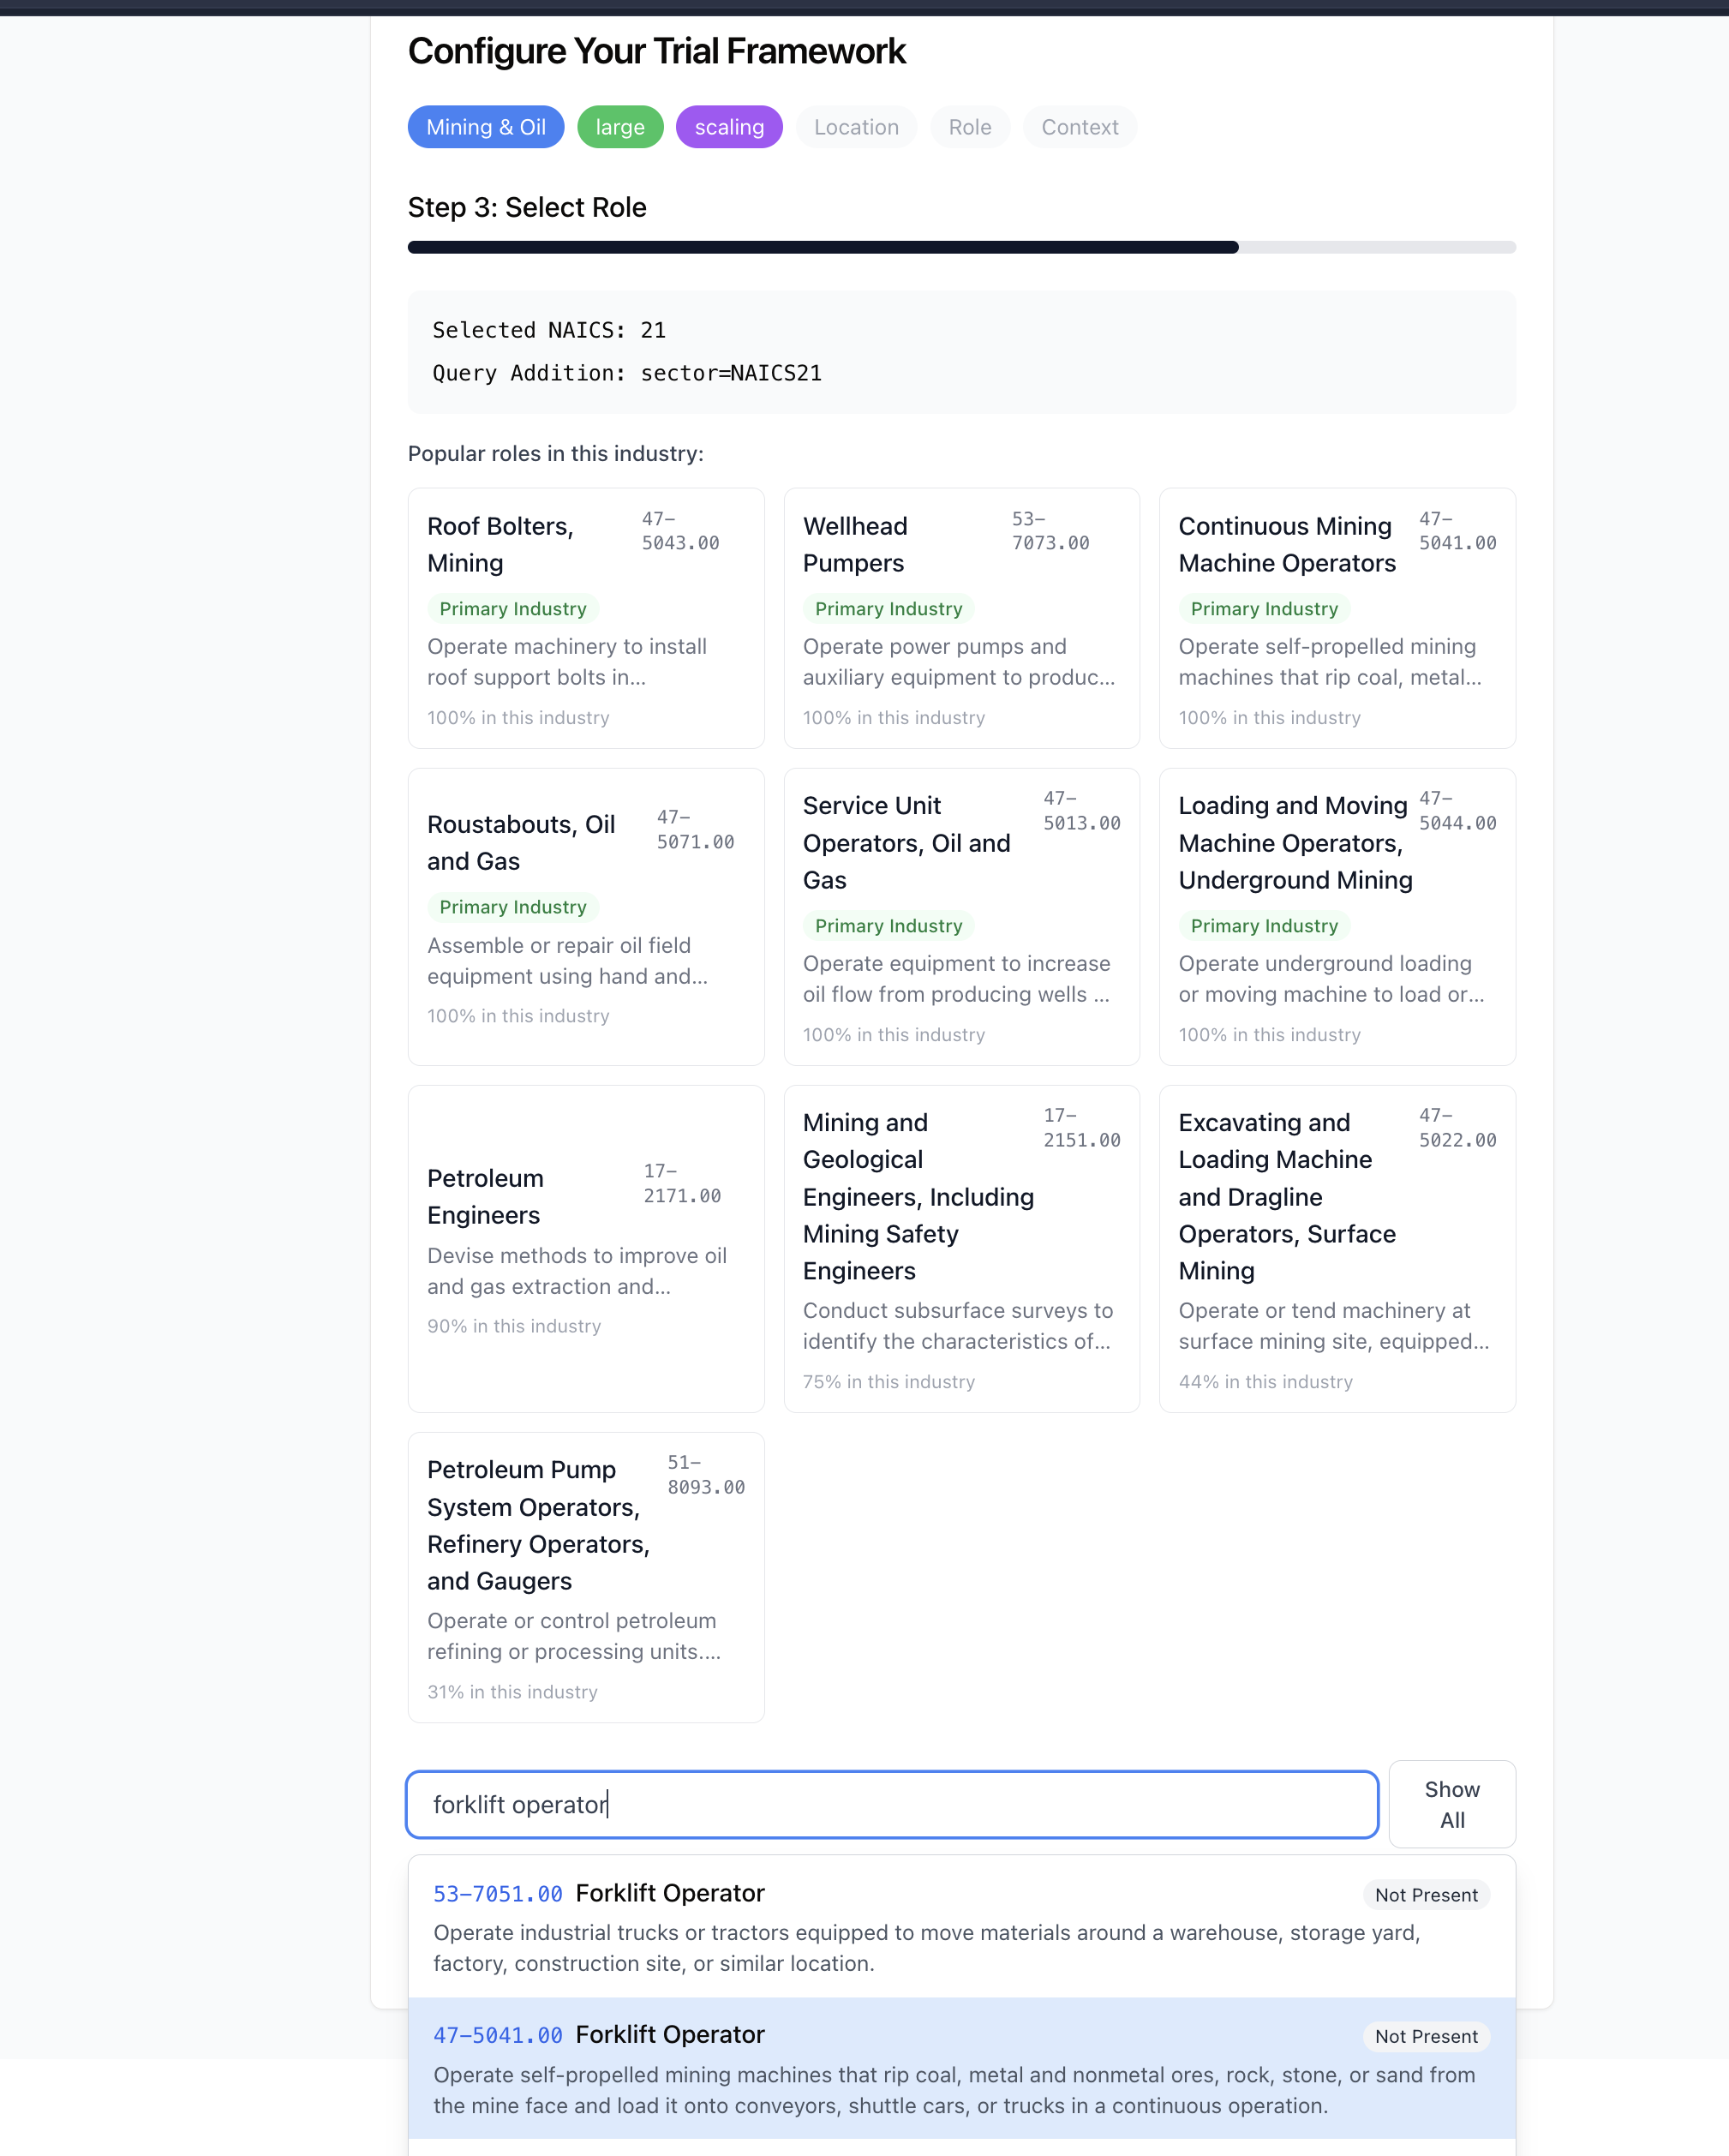 Configure Your Trial Framework
Mining & Oil
large
scaling
Location
Role
Context
Step 3: Select Role
Selected NAICS: 21
Query Addition: sector=NAICS21
Popular roles in this industry:
Roof Bolters,
Mining
47-
5043.00
Primary Industry
Operate machinery to install
roof support bolts in...
100% in this industry
Wellhead
Pumpers
53-
7073.00
Primary Industry
Operate power pumps and
auxiliary equipment to produc...
100% in this industry
Continuous Mining
Machine Operators
47-
5041.00
Primary Industry
Operate self-propelled mining
machines that rip coal, metal...
100% in this industry
Roustabouts, Oil
and Gas
47-
5071.00
Primary Industry
Assemble or repair oil field
equipment using hand and...
100% in this industry
Service Unit
Operators, Oil and
Gas
47-
5013.00
Primary Industry
Operate equipment to increase
oil flow from producing wells ...
100% in this industry
Loading and Moving
Machine Operators,
Underground Mining
47-
5044.00
Primary Industry
Operate underground loading
or moving machine to load or...
100% in this industry
Petroleum
Engineers
17-
2171.00
Devise methods to improve oil
and gas extraction and...
90% in this industry
Mining and
Geological
Engineers, Including
Mining Safety
Engineers
17-
2151.00
Conduct subsurface surveys to
identify the characteristics of...
75% in this industry
Excavating and
Loading Machine
and Dragline
Operators, Surface
Mining
47-
5022.00
Operate or tend machinery at
surface mining site, equipped...
44% in this industry
Petroleum Pump
System Operators,
Refinery Operators,
and Gaugers
51-
8093.00
Operate or control petroleum
refining or processing units....
31% in this industry
forklift operator
Show
All
53-7051.00 Forklift Operator
Not Present
Operate industrial trucks or tractors equipped to move materials around a warehouse, storage yard,
factory, construction site, or similar location.
47-5041.00 Forklift Operator
Not Present
Operate self-propelled mining machines that rip coal, metal and nonmetal ores, rock, stone, or sand from
the mine face and load it onto conveyors, shuttle cars, or trucks in a continuous operation.